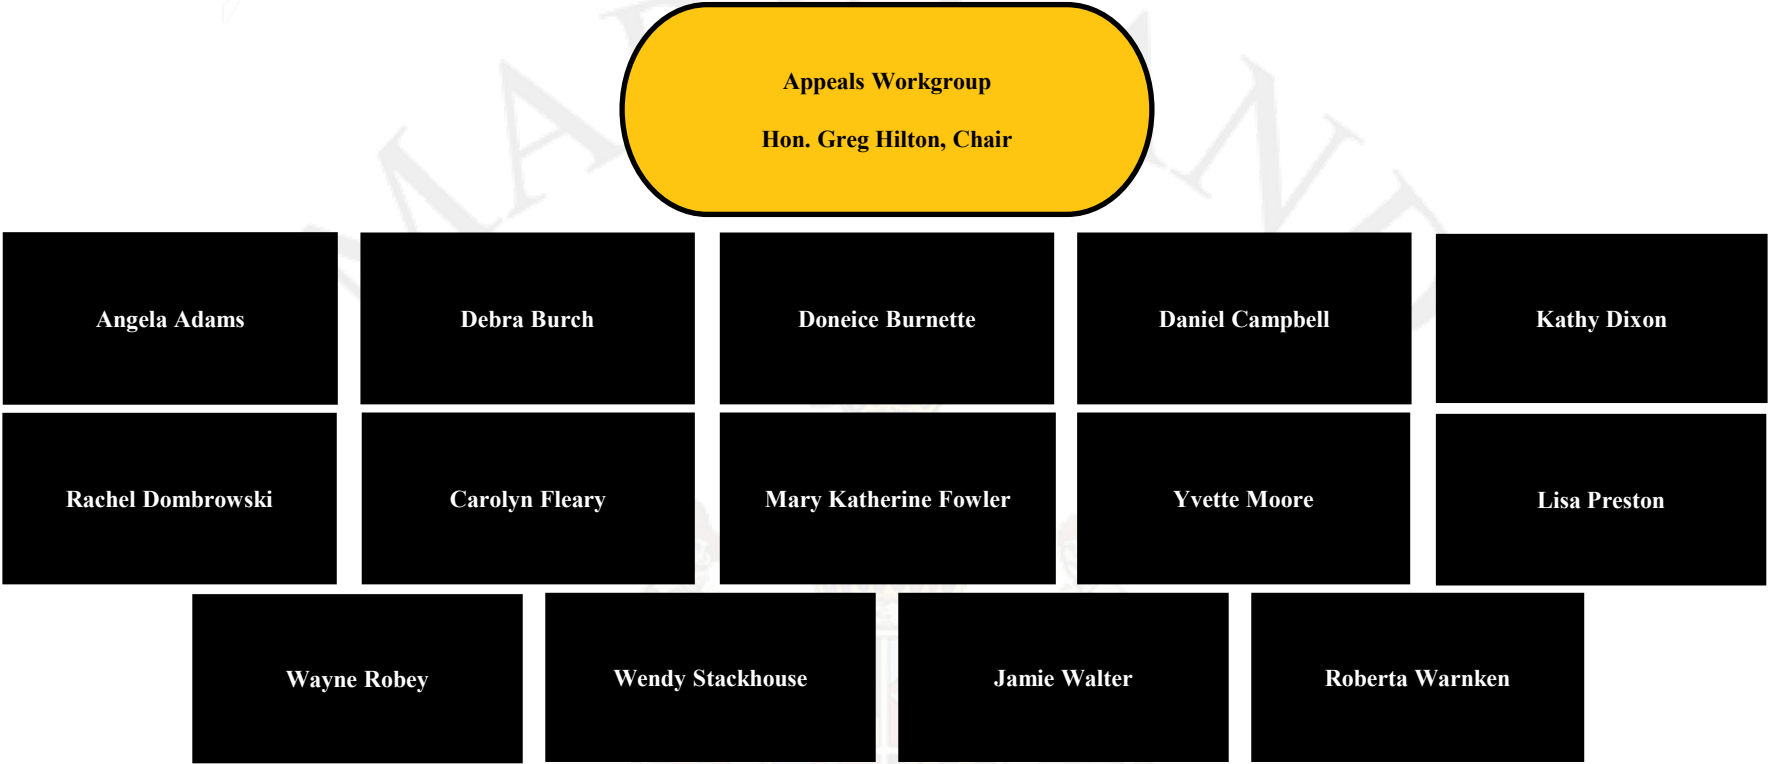 MARYLAND
Appeals Workgroup
Hon. Greg Hilton, Chair
Angela Adams
Debra Burch
Doneice Burnette
Daniel Campbell
Kathy Dixon
Rachel Dombrowski
Carolyn Fleary
Mary Katherine Fowler
Yvette Moore
Lisa Preston
Wayne Robey
Wendy Stackhouse
Jamie Walter
Roberta Warnken